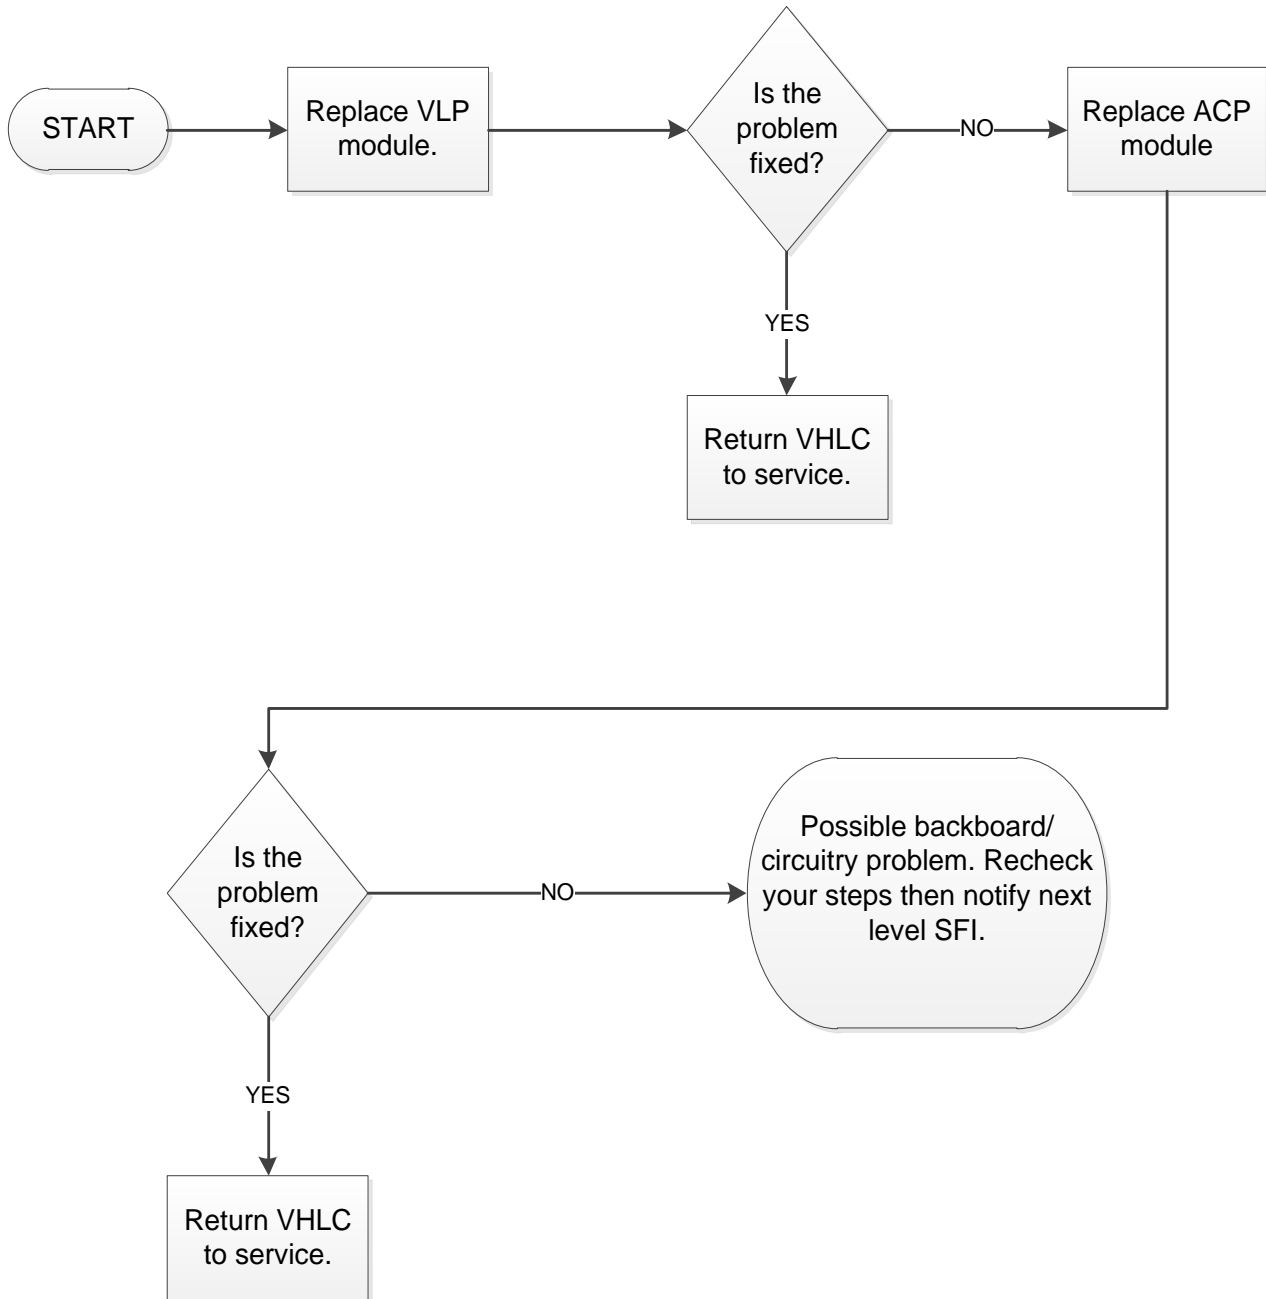 START
Replace VLP
module.
Is the
problem
fixed?
NO
Replace ACP
module
YES
Return VHLC
to service.
Is the
problem
fixed?
NO
Possible backboard/
circuitry problem. Recheck
your steps then notify next
level SFI.
YES
Return VHLC
to service.